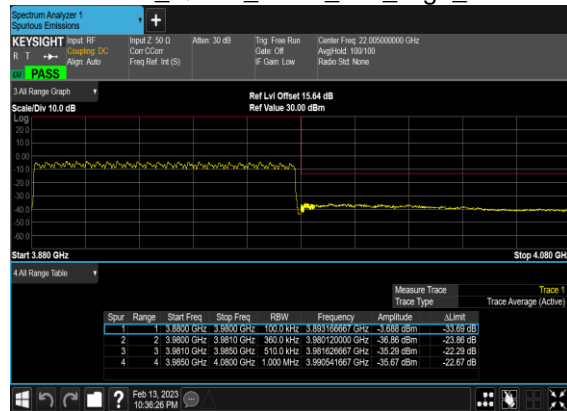 Spectrum Analyzer 1
Spurious Emissions
+
KEYSIGHT Input: RF Input Z: 50 Ω Atten: 30 dB Trig: Free Run Center Freq: 22.005000000 GHz
R T Coupling: DC Corr CCorr Gate: Off Avg|Hold: 100/100
Align: Auto Freq Ref: Int (S) IF Gain: Low Radio Std: None
LW PASS
3 All Range Graph
Ref Lvl Offset 15.64 dB
Scale/Div 10.0 dB Ref Value 30.00 dBm
Log
20.0
10.0
0.00
-10.0
-20.0
-30.0
-40.0
-50.0
-60.0
Start 3.880 GHz Stop 4.080 GHz
4 All Range Table
Measure Trace Trace 1
Trace Type Trace Average (Active)
Spur Range Start Freq Stop Freq RBW Frequency Amplitude ΔLimit
1 1 3.8800 GHz 3.9800 GHz 100.0 kHz 3.893166667 GHz -3.688 dBm -33.69 dB
2 2 3.9800 GHz 3.9810 GHz 360.0 kHz 3.980120000 GHz -36.86 dBm -23.86 dB
3 3 3.9810 GHz 3.9850 GHz 510.0 kHz 3.981626667 GHz -35.29 dBm -22.29 dB
4 4 3.9850 GHz 4.0800 GHz 1.000 MHz 3.990541667 GHz -35.67 dBm -22.67 dB
? Feb 13, 2023
10:36:26 PM